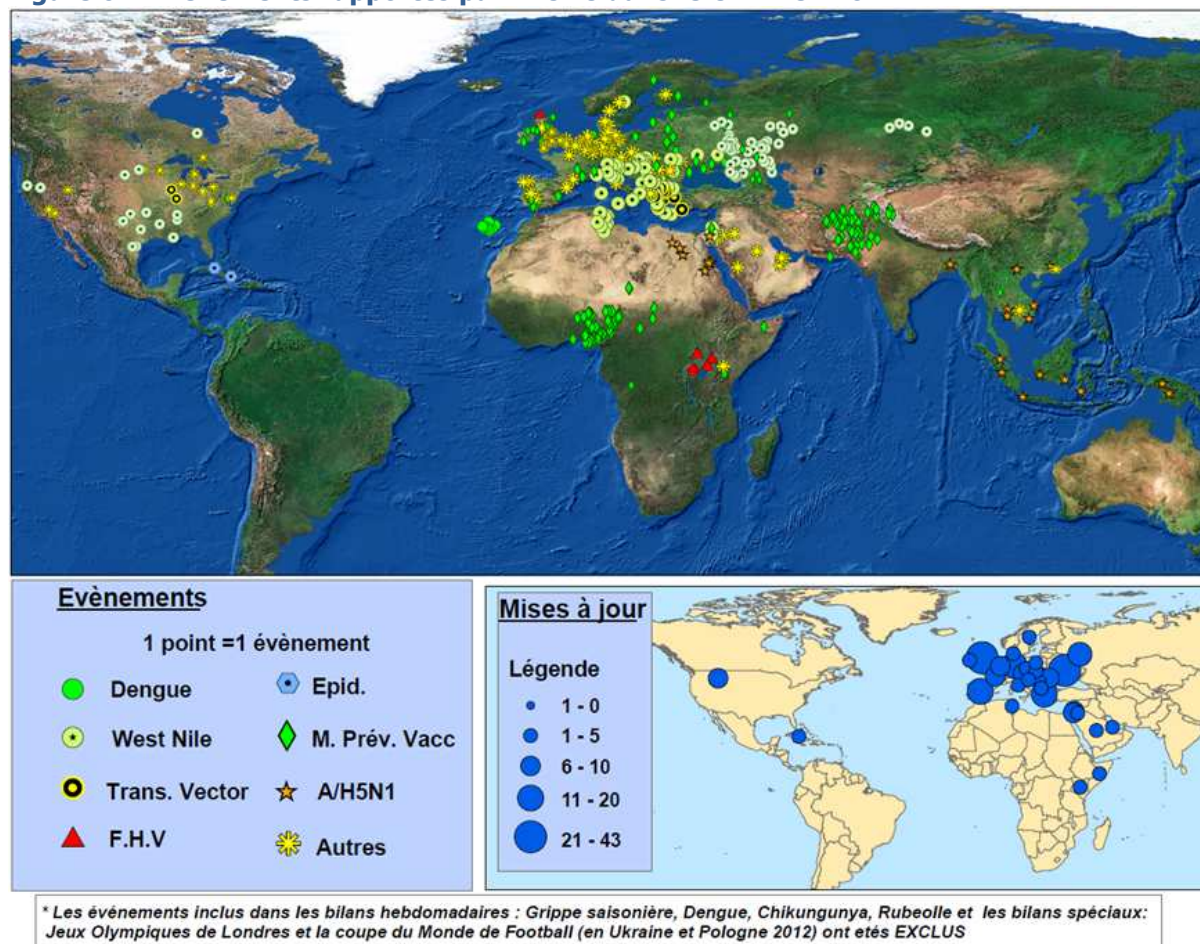 Evènements
1 point =1 évènement
Dengue
West Nile
Trans. Vector
F.H.V
Epid.
M. Prév. Vacc
A/H5N1
Autres
Mises à jour
Légende
1 - 0
1 - 5
6 - 10
11 - 20
21 - 43
* Les événements inclus dans les bilans hebdomadaires : Grippe saisonière, Dengue, Chikungunya, Rubeolle et les bilans spéciaux:
Jeux Olympiques de Londres et la coupe du Monde de Football (en Ukraine et Pologne 2012) ont etés EXCLUS